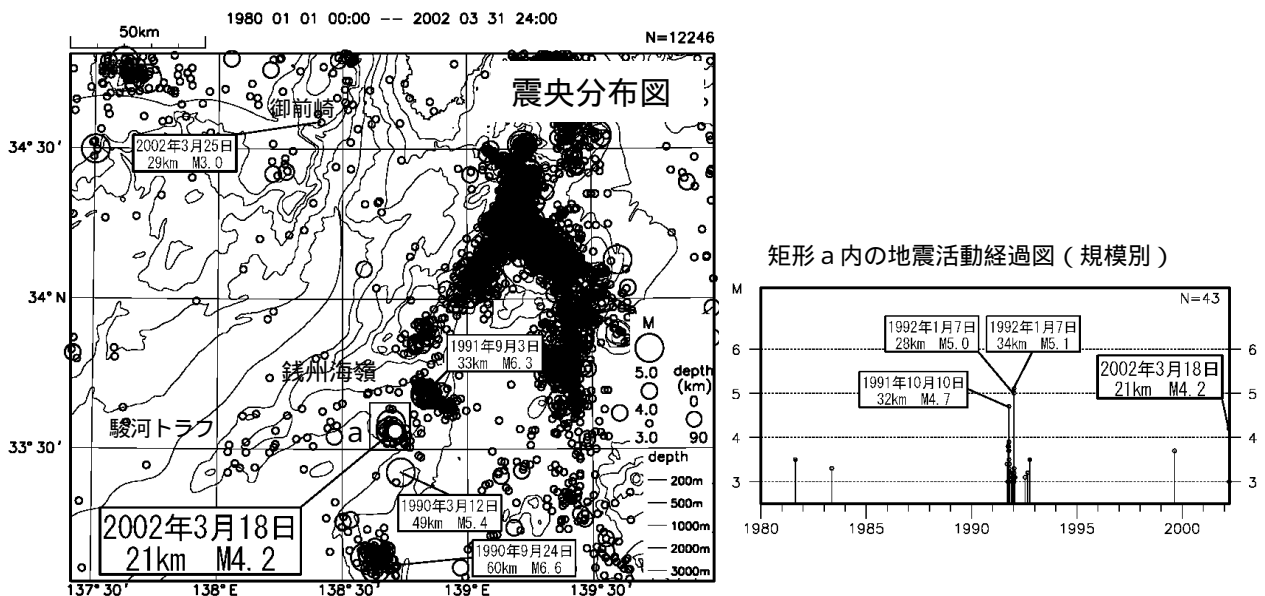 1980 01 01 00:00 -- 2002 03 31 24:00
50km
N=12246
震央分布図
御前崎
2002年3月25日
29km M3.0
34°30′
34°N
33°30′
1991年9月3日
33km M6.3
銭州海嶺
駿河トラフ
a
M
5.0
4.0
3.0
depth
(km)
0
90
depth
200m
500m
1000m
2000m
3000m
1990年3月12日
49km M5.4
2002年3月18日
21km M4.2
1990年9月24日
60km M6.6
137°30′
138°E
138°30′
139°E
139°30′
矩形a内の地震活動経過図(規模別)
M
N=43
1992年1月7日
28km M5.0
1992年1月7日
34km M5.1
1991年10月10日
32km M4.7
2002年3月18日
21km M4.2
6
5
4
3
6
5
4
3
1980
1985
1990
1995
2000